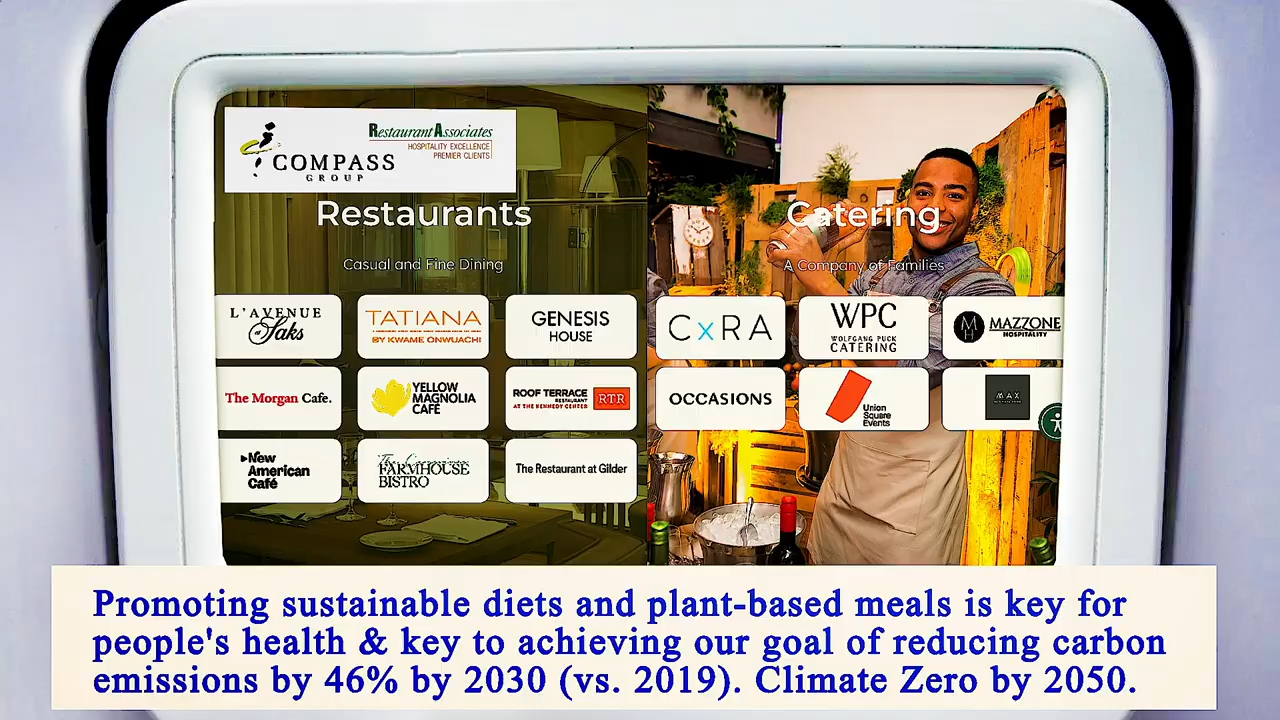 COMPASS
GROUP
Restaurant Associates
HOSPITALITY EXCELLENCE
PREMIER CLIENTS
Restaurants
Casual and Fine Dining
L'AVENUE
Saks
TATIANA
BY KWAME ONWUACHI
GENESIS
HOUSE
The Morgan Cafe.
YELLOW
MAGNOLIA
CAFÉ
ROOF TERRACE
RESTAURANT
AT THE KENNEDY CENTER
RTR
New
American
Café
FARMHOUSE
BISTRO
The Restaurant at Gilder
Catering
A Company of Families
CxRA
WPC
WOLFGANG PUCK
CATERING
M
MAZZONE
HOSPITALITY
OCCASIONS
Union
Square
Events
MAX
Promoting sustainable diets and plant-based meals is key for
people's health & key to achieving our goal of reducing carbon
emissions by 46% by 2030 (vs. 2019). Climate Zero by 2050.